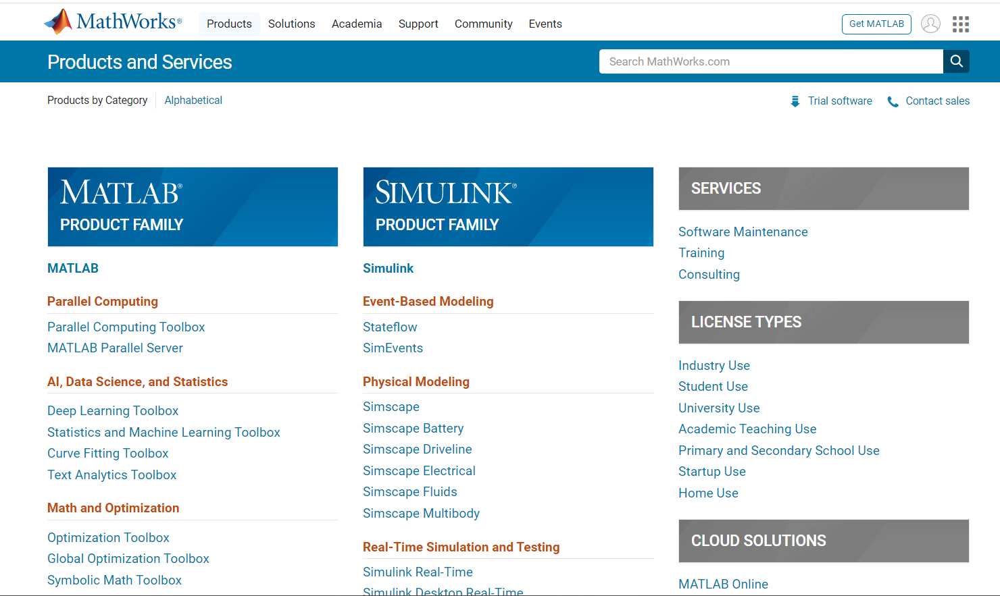 MathWorks®
Products
Solutions
Academia
Support
Community
Events
Get MATLAB
Products and Services
Search MathWorks.com
Products by Category
Alphabetical
Trial software
Contact sales
MATLAB®
PRODUCT FAMILY
MATLAB
Parallel Computing
Parallel Computing Toolbox
MATLAB Parallel Server
AI, Data Science, and Statistics
Deep Learning Toolbox
Statistics and Machine Learning Toolbox
Curve Fitting Toolbox
Text Analytics Toolbox
Math and Optimization
Optimization Toolbox
Global Optimization Toolbox
Symbolic Math Toolbox
SIMULINK®
PRODUCT FAMILY
Simulink
Event-Based Modeling
Stateflow
SimEvents
Physical Modeling
Simscape
Simscape Battery
Simscape Driveline
Simscape Electrical
Simscape Fluids
Simscape Multibody
Real-Time Simulation and Testing
Simulink Real-Time
Simulink Desktop Real-Time
SERVICES
Software Maintenance
Training
Consulting
LICENSE TYPES
Industry Use
Student Use
University Use
Academic Teaching Use
Primary and Secondary School Use
Startup Use
Home Use
CLOUD SOLUTIONS
MATLAB Online